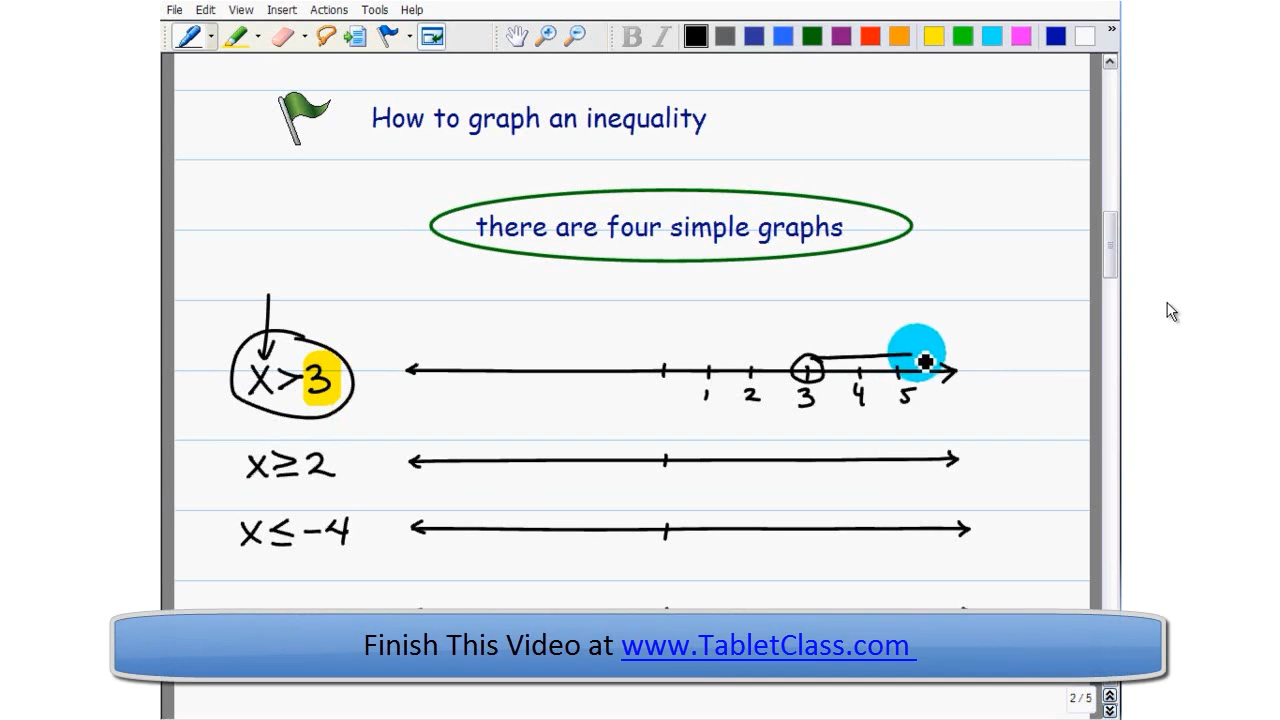 File Edit View Insert Actions Tools Help
B I »
How to graph an inequality
there are four simple graphs
x > 3
1 2 3 4 5
x ≥ 2
x ≤ -4
Finish This Video at www.TabletClass.com
2 / 5